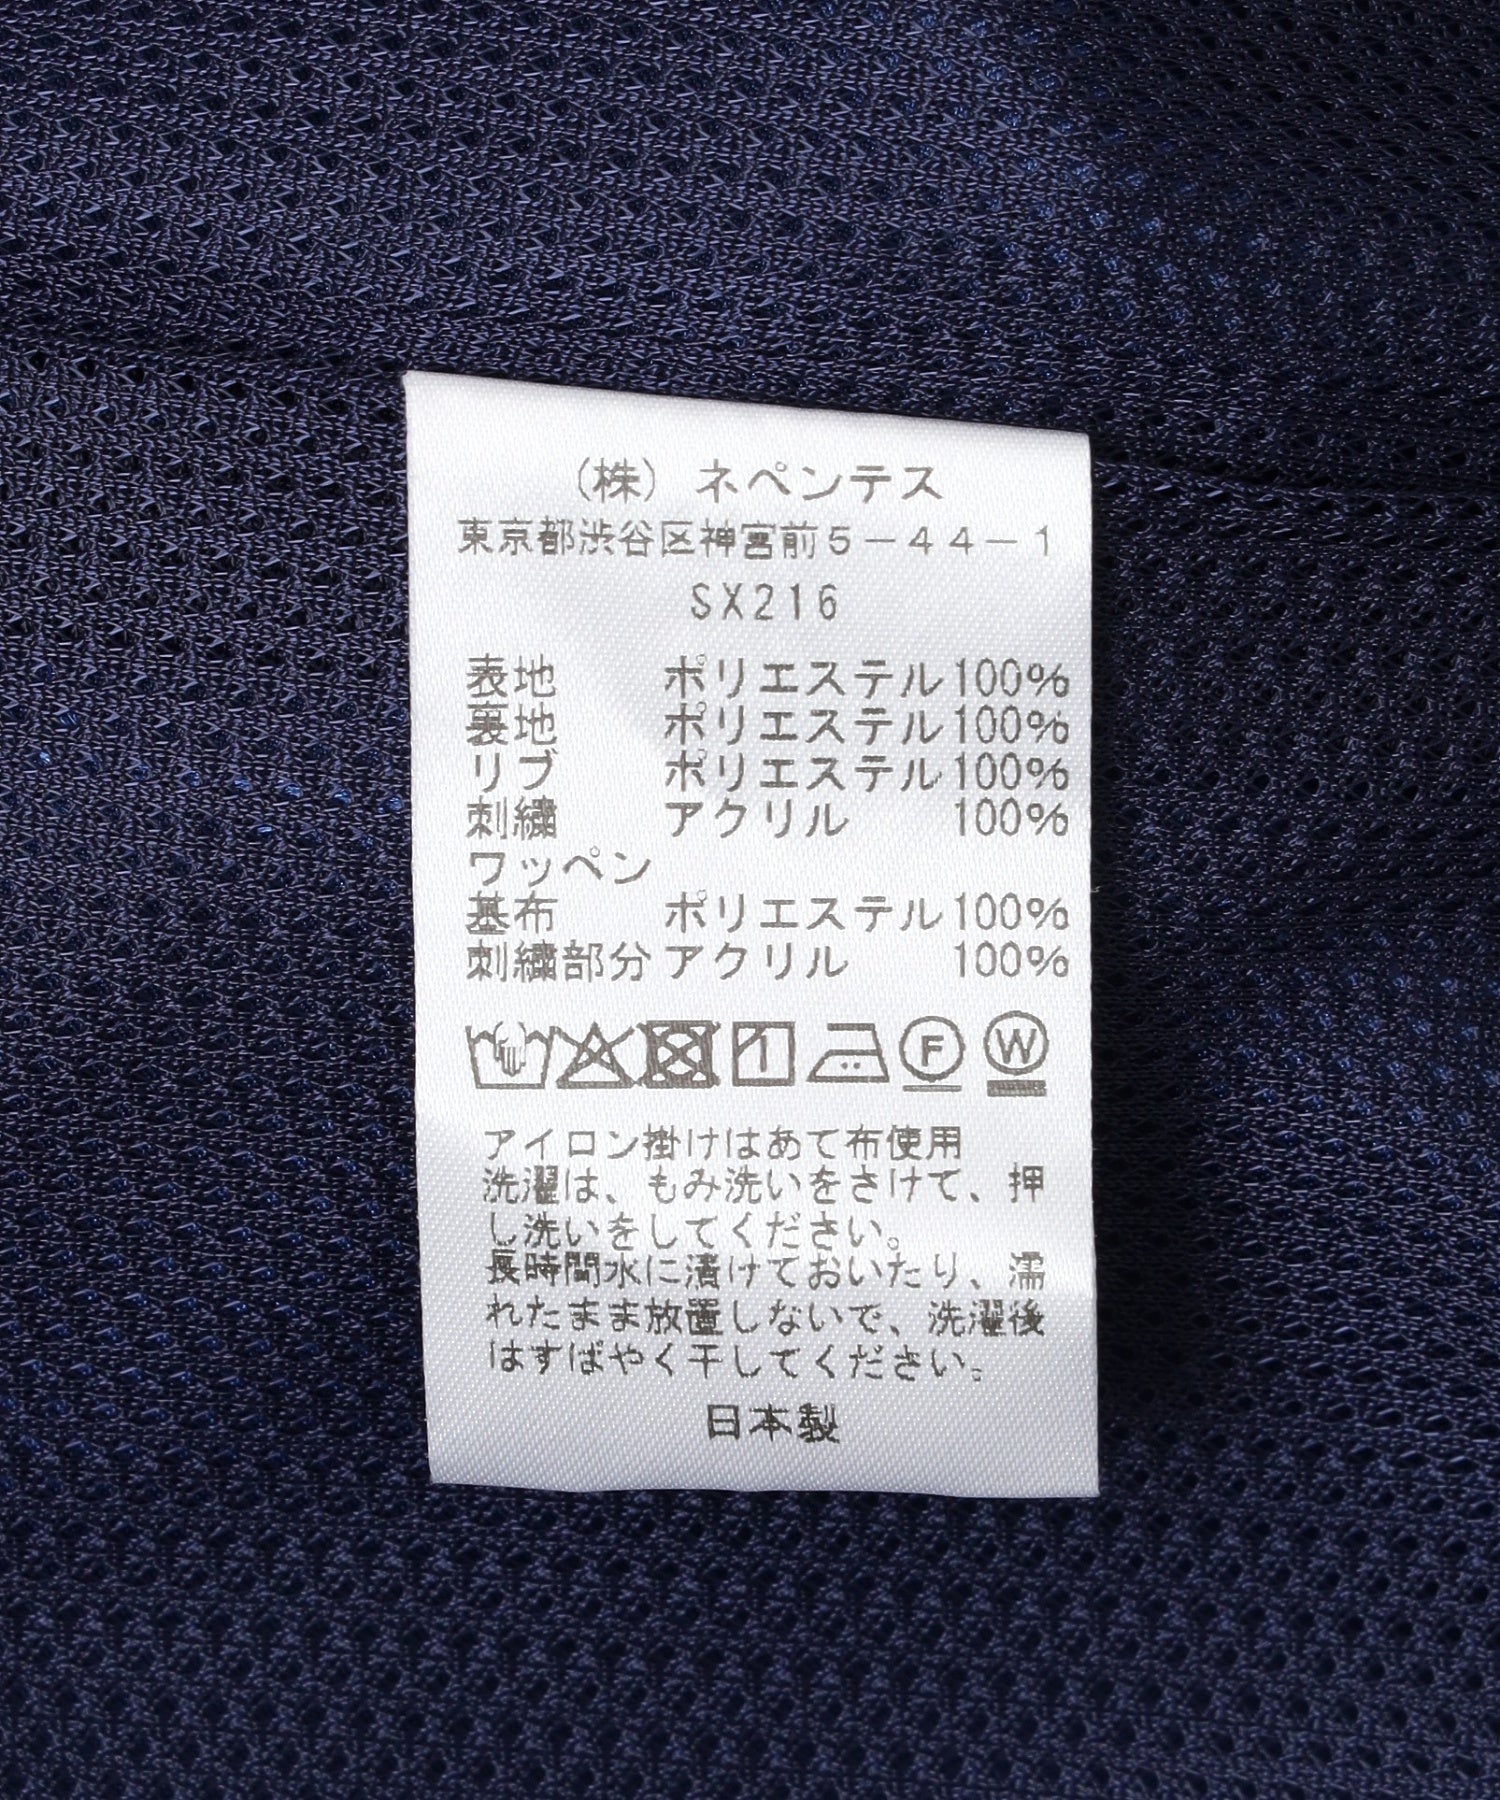 (株) ネペンテス
東京都渋谷区神宮前5-44-1
SX216
表地 ポリエステル100%
裏地 ポリエステル100%
リブ ポリエステル100%
刺繍 アクリル 100%
ワッペン
基布 ポリエステル100%
刺繍部分 アクリル 100%
F W
アイロン掛けはあて布使用
洗濯は、もみ洗いをさけて、押
し洗いをしてください。
長時間水に漬けておいたり、濡
れたまま放置しないで、洗濯後
はすばやく干してください。
日本製